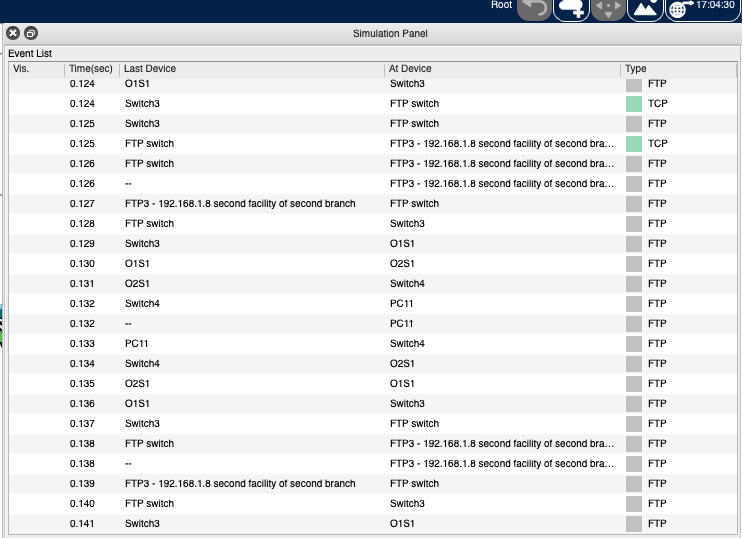 Root 17:04:30
Simulation Panel
Event List
Vis. Time(sec) Last Device At Device Type
0.124 O1S1 Switch3 FTP
0.124 Switch3 FTP switch TCP
0.125 Switch3 FTP switch FTP
0.125 FTP switch FTP3 - 192.168.1.8 second facility of second bra... TCP
0.126 FTP switch FTP3 - 192.168.1.8 second facility of second bra... FTP
0.126 -- FTP3 - 192.168.1.8 second facility of second bra... FTP
0.127 FTP3 - 192.168.1.8 second facility of second branch FTP switch FTP
0.128 FTP switch Switch3 FTP
0.129 Switch3 O1S1 FTP
0.130 O1S1 O2S1 FTP
0.131 O2S1 Switch4 FTP
0.132 Switch4 PC11 FTP
0.132 -- PC11 FTP
0.133 PC11 Switch4 FTP
0.134 Switch4 O2S1 FTP
0.135 O2S1 O1S1 FTP
0.136 O1S1 Switch3 FTP
0.137 Switch3 FTP switch FTP
0.138 FTP switch FTP3 - 192.168.1.8 second facility of second bra... FTP
0.138 -- FTP3 - 192.168.1.8 second facility of second bra... FTP
0.139 FTP3 - 192.168.1.8 second facility of second branch FTP switch FTP
0.140 FTP switch Switch3 FTP
0.141 Switch3 O1S1 FTP